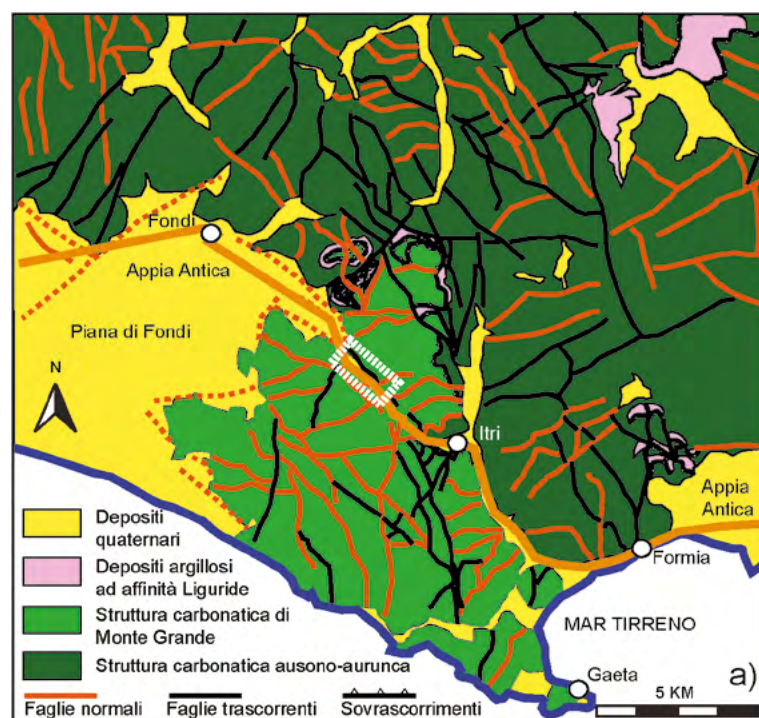 Fondi
Appia Antica
Piana di Fondi
N
Itri
Appia
Antica
Formia
MAR TIRRENO
Gaeta
a)
5 KM
Depositi
quaternari
Depositi argillosi
ad affinità Liguride
Struttura carbonatica di
Monte Grande
Struttura carbonatica ausono-aurunca
Faglie normali
Faglie trascorrenti
Sovrascorrimenti